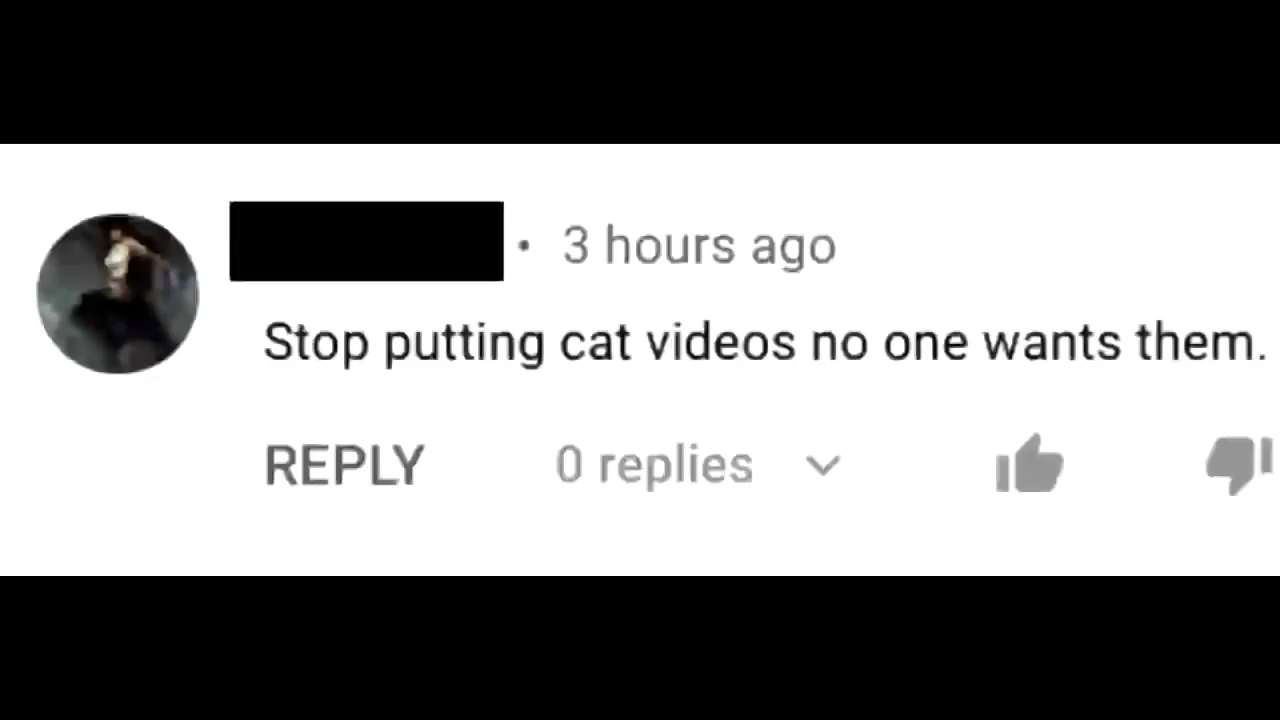 • 3 hours ago
Stop putting cat videos no one wants them.
REPLY 0 replies